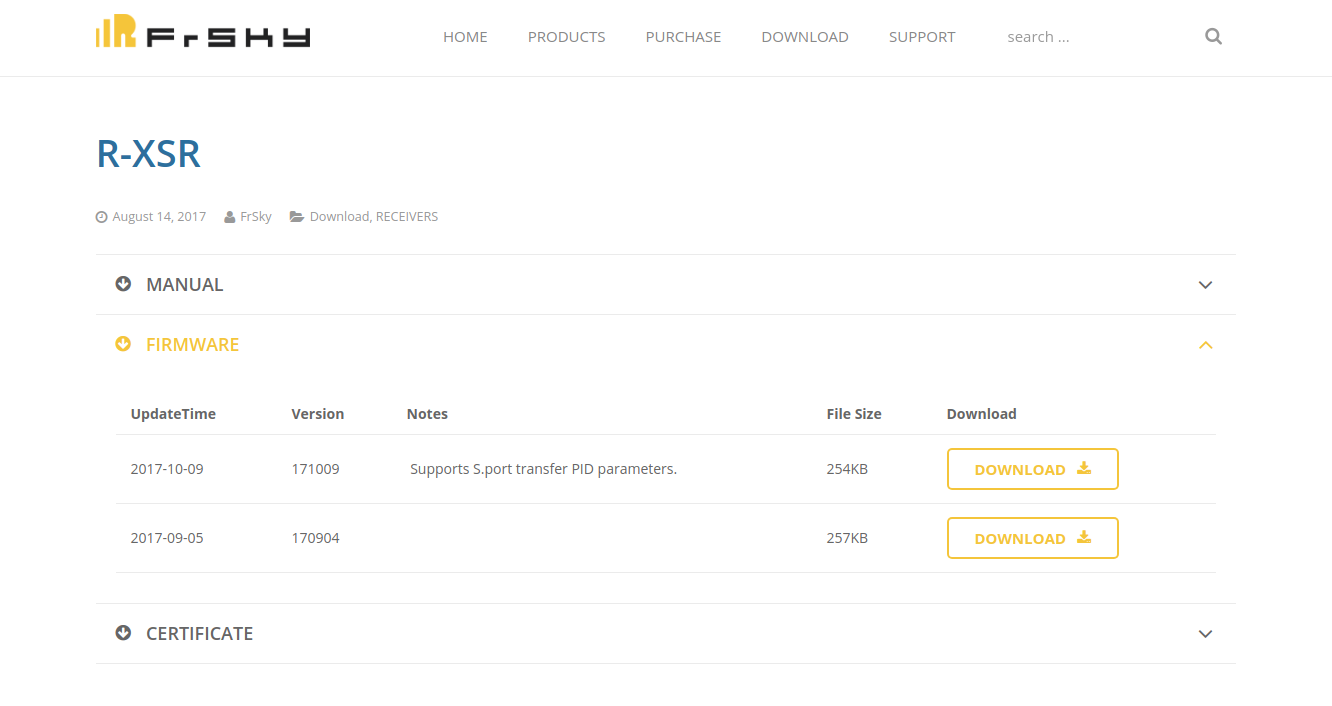 FrSky HOME PRODUCTS PURCHASE DOWNLOAD SUPPORT search ...
R-XSR
August 14, 2017 FrSky Download, RECEIVERS
MANUAL
FIRMWARE
UpdateTime Version Notes File Size Download
2017-10-09 171009 Supports S.port transfer PID parameters. 254KB DOWNLOAD
2017-09-05 170904 257KB DOWNLOAD
CERTIFICATE